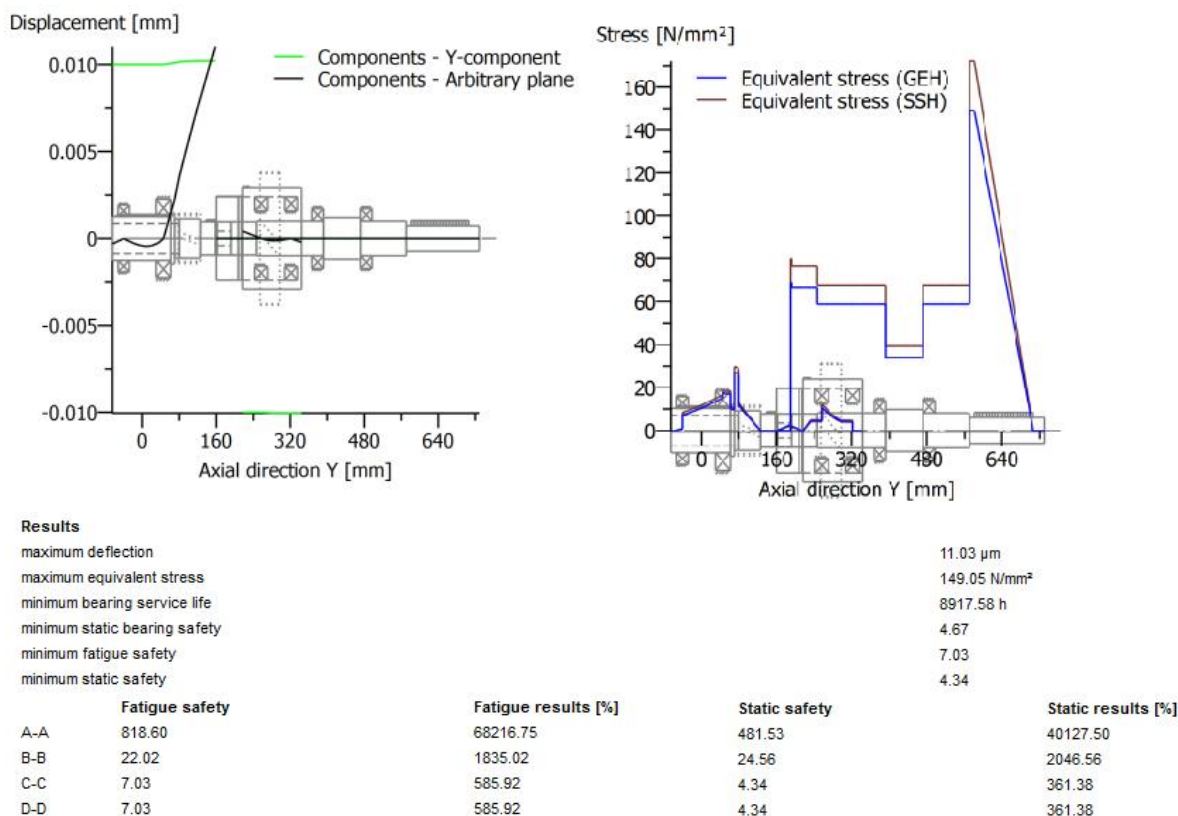 Displacement [mm]
Components - Y-component
Components - Arbitrary plane
0.010
0.005
0
-0.005
-0.010
0 160 320 480 640
Axial direction Y [mm]
Stress [N/mm²]
Equivalent stress (GEH)
Equivalent stress (SSH)
160
140
120
100
80
60
40
20
0
0 160 320 480 640
Axial direction Y [mm]
Results
maximum deflection 11.03 µm
maximum equivalent stress 149.05 N/mm²
minimum bearing service life 8917.58 h
minimum static bearing safety 4.67
minimum fatigue safety 7.03
minimum static safety 4.34
Fatigue safety Fatigue results [%] Static safety Static results [%]
A-A 818.60 68216.75 481.53 40127.50
B-B 22.02 1835.02 24.56 2046.56
C-C 7.03 585.92 4.34 361.38
D-D 7.03 585.92 4.34 361.38